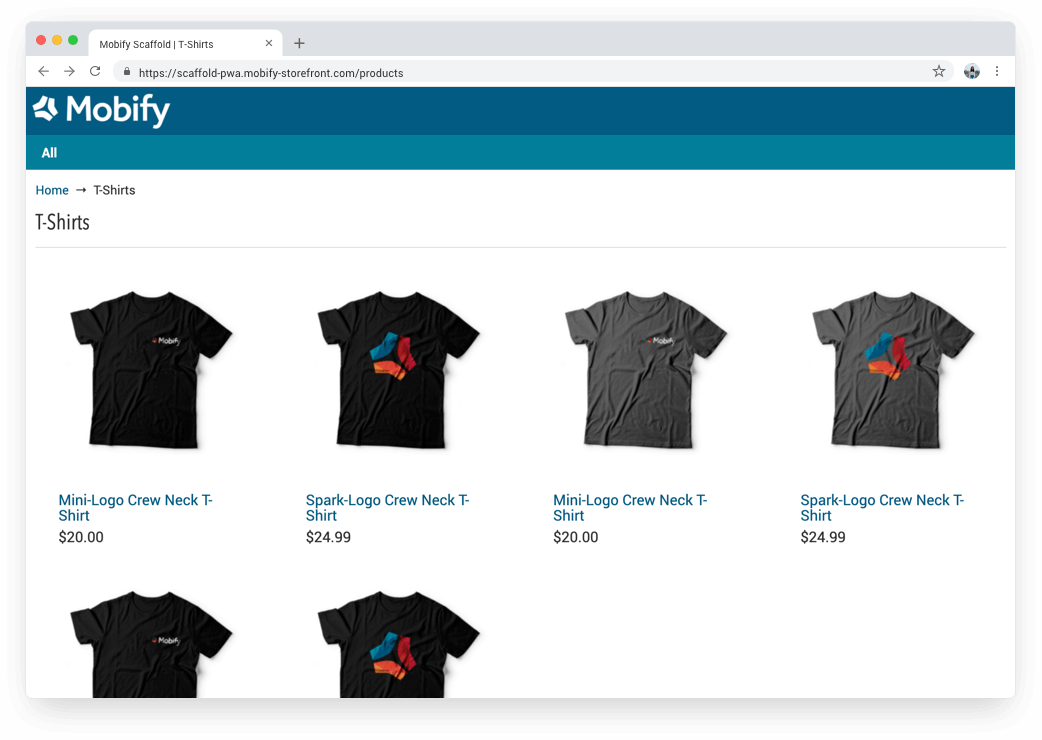 Mobify Scaffold | T-Shirts
https://scaffold-pwa.mobify-storefront.com/products
Mobify
All
Home → T-Shirts
T-Shirts
Mobify
Mobify
Mini-Logo Crew Neck T-
Shirt
$20.00
Spark-Logo Crew Neck T-
Shirt
$24.99
Mini-Logo Crew Neck T-
Shirt
$20.00
Spark-Logo Crew Neck T-
Shirt
$24.99
Mobify